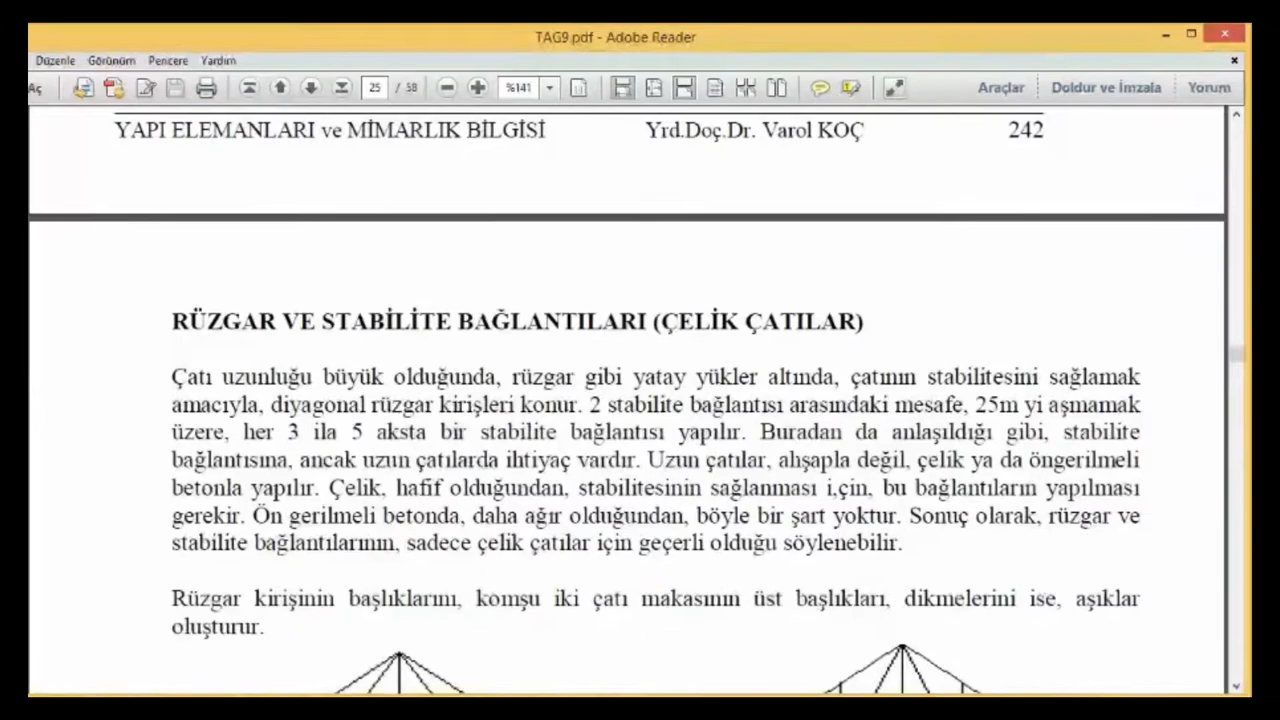 TAG9.pdf - Adobe Reader
Düzenle Görünüm Pencere Yardım
Aç 25 / 58 %141 Araçlar Doldur ve İmzala Yorum
YAPI ELEMANLARI ve MİMARLIK BİLGİSİ Yrd.Doç.Dr. Varol KOÇ 242
RÜZGAR VE STABİLİTE BAĞLANTILARI (ÇELİK ÇATILAR)
Çatı uzunluğu büyük olduğunda, rüzgar gibi yatay yükler altında, çatının stabilitesini sağlamak
amacıyla, diyagonal rüzgar kirişleri konur. 2 stabilite bağlantısı arasındaki mesafe, 25m yi aşmamak
üzere, her 3 ila 5 aksta bir stabilite bağlantısı yapılır. Buradan da anlaşıldığı gibi, stabilite
bağlantısına, ancak uzun çatılarda ihtiyaç vardır. Uzun çatılar, ahşapla değil, çelik ya da öngerilmeli
betonla yapılır. Çelik, hafif olduğundan, stabilitesinin sağlanması i,çin, bu bağlantıların yapılması
gerekir. Ön gerilmeli betonda, daha ağır olduğundan, böyle bir şart yoktur. Sonuç olarak, rüzgar ve
stabilite bağlantılarının, sadece çelik çatılar için geçerli olduğu söylenebilir.
Rüzgar kirişinin başlıklarını, komşu iki çatı makasının üst başlıkları, dikmelerini ise, aşıklar
oluşturur.